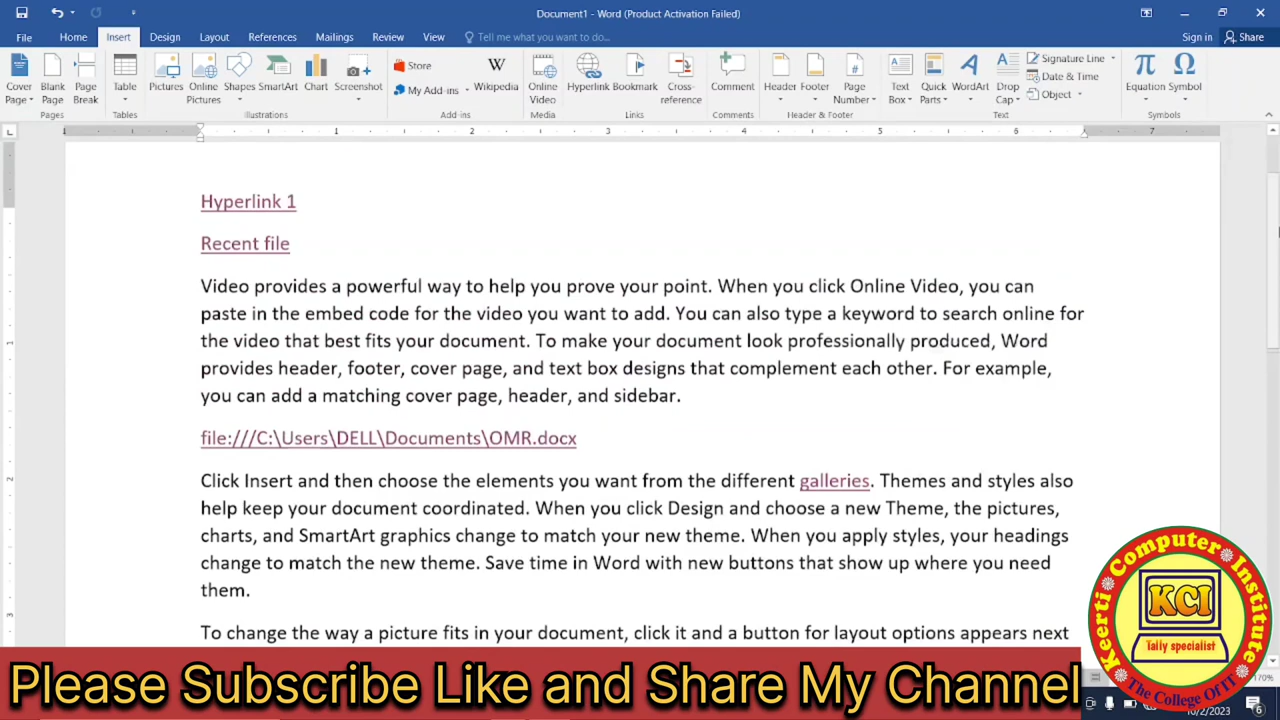 Document1 - Word (Product Activation Failed)
File Home Insert Design Layout References Mailings Review View Tell me what you want to do... Sign in Share
Cover Page Blank Page Page Break Table Pictures Online Pictures Shapes SmartArt Chart Screenshot Store My Add-ins Wikipedia Online Video Hyperlink Bookmark Cross-reference Comment Header Footer Page Number Text Box Quick Parts WordArt Drop Cap Signature Line Date & Time Object Equation Symbol
Pages Tables Illustrations Add-ins Media Links Comments Header & Footer Text Symbols
1 1 2 3 4 5 6 7
Hyperlink 1
Recent file
Video provides a powerful way to help you prove your point. When you click Online Video, you can
paste in the embed code for the video you want to add. You can also type a keyword to search online for
the video that best fits your document. To make your document look professionally produced, Word
provides header, footer, cover page, and text box designs that complement each other. For example,
you can add a matching cover page, header, and sidebar.
file:///C:\Users\DELL\Documents\OMR.docx
Click Insert and then choose the elements you want from the different galleries. Themes and styles also
help keep your document coordinated. When you click Design and choose a new Theme, the pictures,
charts, and SmartArt graphics change to match your new theme. When you apply styles, your headings
change to match the new theme. Save time in Word with new buttons that show up where you need
them.
To change the way a picture fits in your document, click it and a button for layout options appears next
Please Subscribe Like and Share My Channel
Keerti Computer Institute
KCI
Tally specialist
The College Of IT
170%
10/2/2023
6